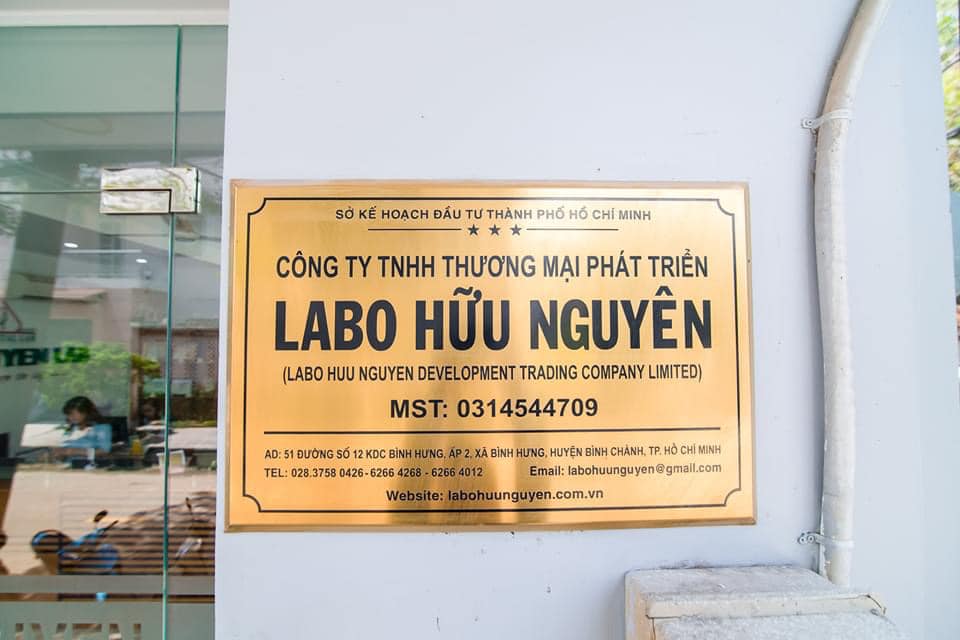 SỞ KẾ HOẠCH ĐẦU TƯ THÀNH PHỐ HỒ CHÍ MINH
CÔNG TY TNHH THƯƠNG MẠI PHÁT TRIỂN
LABO HỮU NGUYÊN
(LABO HUU NGUYEN DEVELOPMENT TRADING COMPANY LIMITED)
MST: 0314544709
AD: 51 ĐƯỜNG SỐ 12 KDC BÌNH HƯNG, ẤP 2, XÃ BÌNH HƯNG, HUYỆN BÌNH CHÁNH, TP. HỒ CHÍ MINH
TEL: 028.3758 0426 - 6266 4268 - 6266 4012 Email: labohuunguyen@gmail.com
Website: labohuunguyen.com.vn